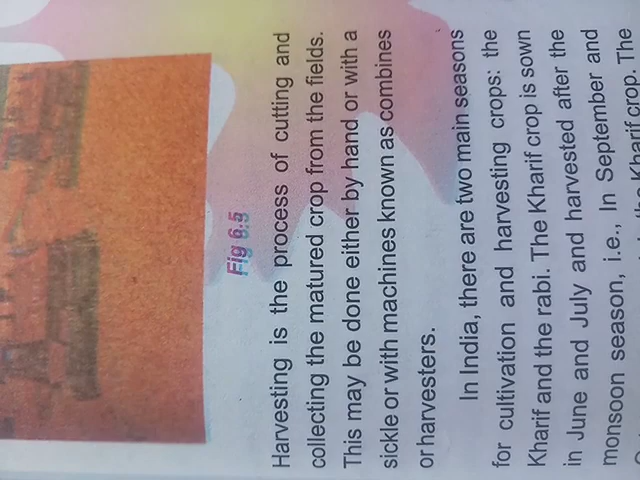 Fig 6.5
Harvesting is the process of cutting and
collecting the matured crop from the fields.
This may be done either by hand or with a
sickle or with machines known as combines
or harvesters.
In India, there are two main seasons
for cultivation and harvesting crops: the
Kharif and the rabi. The Kharif crop is sown
in June and July and harvested after the
monsoon season, i.e., In September and
Kharif crop. The